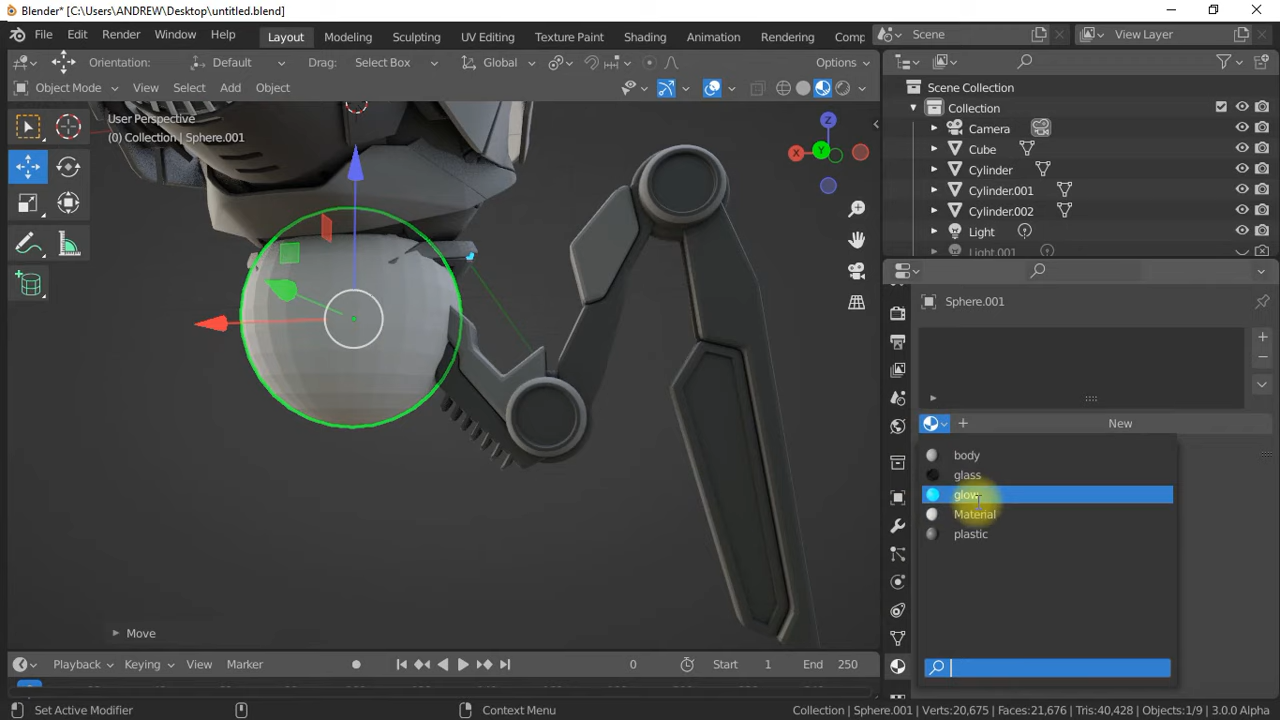 Blender* [C:\Users\ANDREW\Desktop\untitled.blend]
File Edit Render Window Help Layout Modeling Sculpting UV Editing Texture Paint Shading Animation Rendering Comp Scene View Layer
Orientation: Default Drag: Select Box Global Options
Object Mode View Select Add Object
Scene Collection
Collection
Camera
Cube
Cylinder
Cylinder.001
Cylinder.002
Light
Light.001
User Perspective
(0) Collection | Sphere.001
Z
X
Y
Sphere.001
New
body
glass
glow
Material
plastic
Move
Playback Keying View Marker 0 Start 1 End 250
Set Active Modifier Context Menu Collection | Sphere.001 Verts:20,675 Faces:21,676 Tris:40,428 Objects:1/9 3.0.0 Alpha